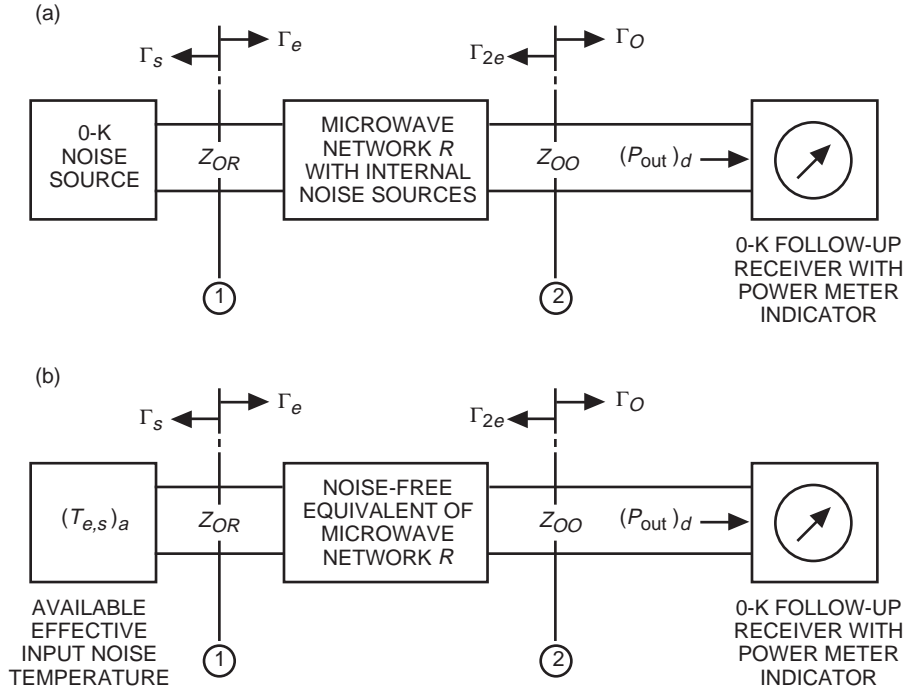 (a)
Γs
Γe
Γ2e
ΓO
0-K
NOISE
SOURCE
ZOR
MICROWAVE
NETWORK R
WITH INTERNAL
NOISE SOURCES
ZOO
(Pout)d
0-K FOLLOW-UP
RECEIVER WITH
POWER METER
INDICATOR
1
2
(b)
Γs
Γe
Γ2e
ΓO
(Te,s)a
ZOR
NOISE-FREE
EQUIVALENT OF
MICROWAVE
NETWORK R
ZOO
(Pout)d
AVAILABLE
EFFECTIVE
INPUT NOISE
TEMPERATURE
1
2
0-K FOLLOW-UP
RECEIVER WITH
POWER METER
INDICATOR